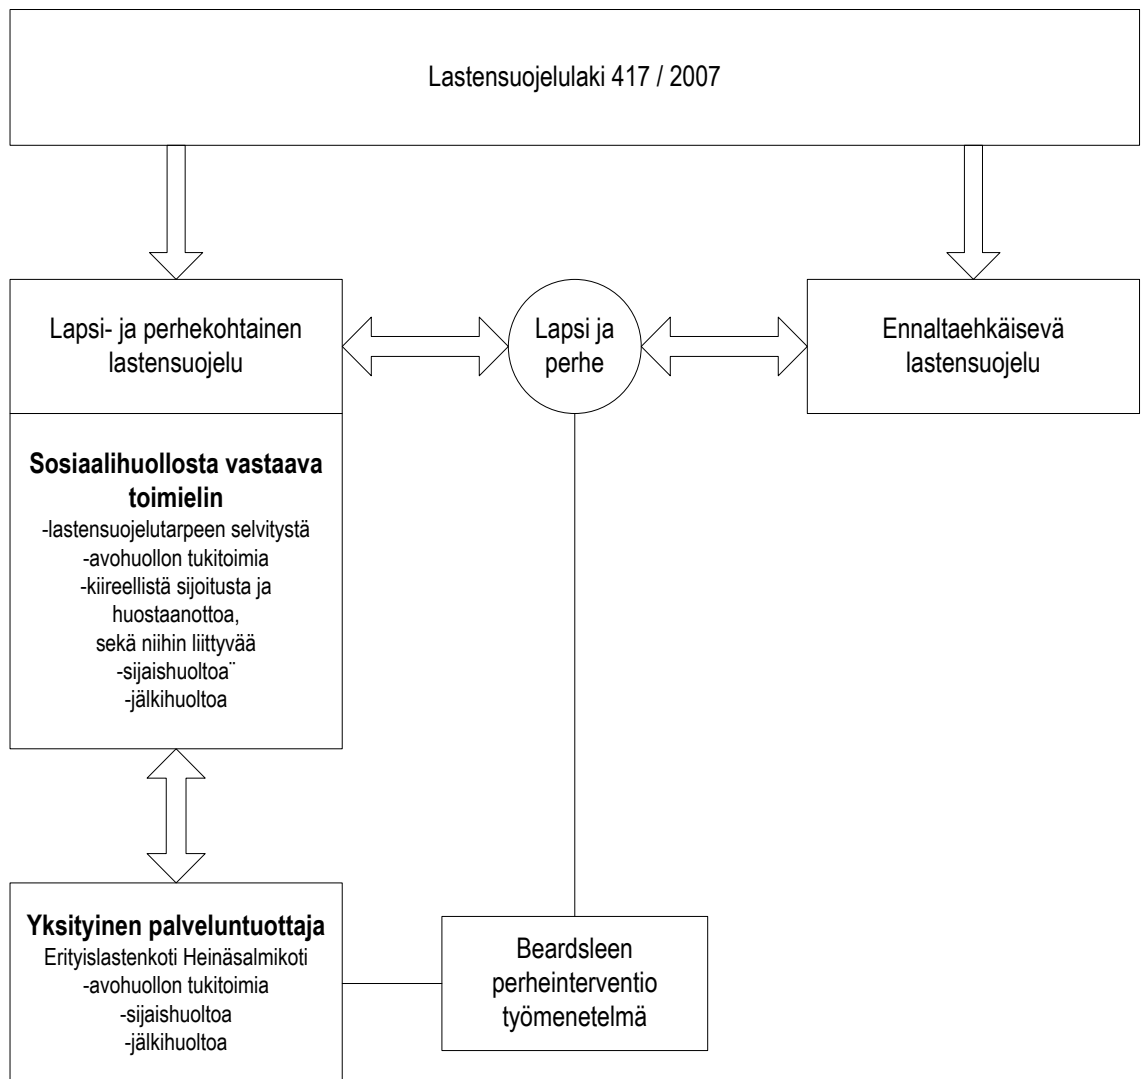 Lastensuojelulaki 417 / 2007
Lapsi- ja perhekohtainen
lastensuojelu
Lapsi ja
perhe
Ennaltaehkäisevä
lastensuojelu
Sosiaalihuollosta vastaava
toimielin
-lastensuojelutarpeen selvitystä
-avohuollon tukitoimia
-kiireellistä sijoitusta ja
huostaanottoa,
sekä niihin liittyvää
-sijaishuoltoa¨
-jälkihuoltoa
Yksityinen palveluntuottaja
Erityislastenkoti Heinäsalmikoti
-avohuollon tukitoimia
-sijaishuoltoa
-jälkihuoltoa
Beardsleen
perheinterventio
työmenetelmä